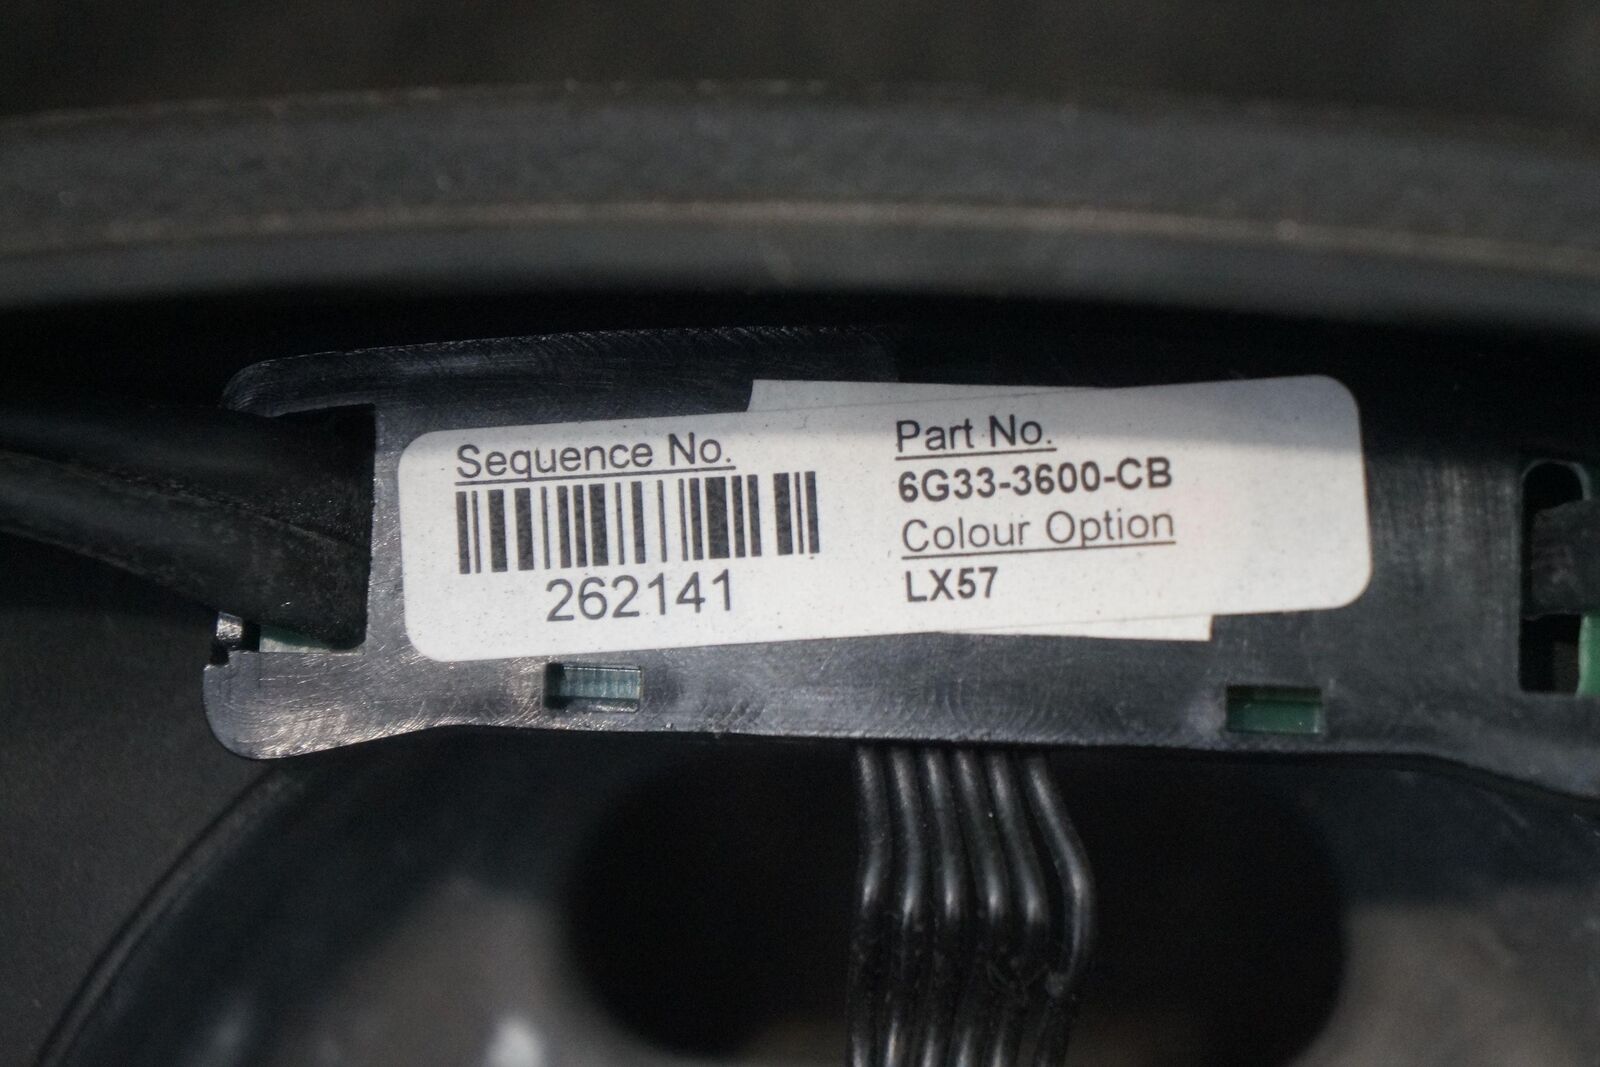 Sequence No.
262141
Part No.
6G33-3600-CB
Colour Option
LX57